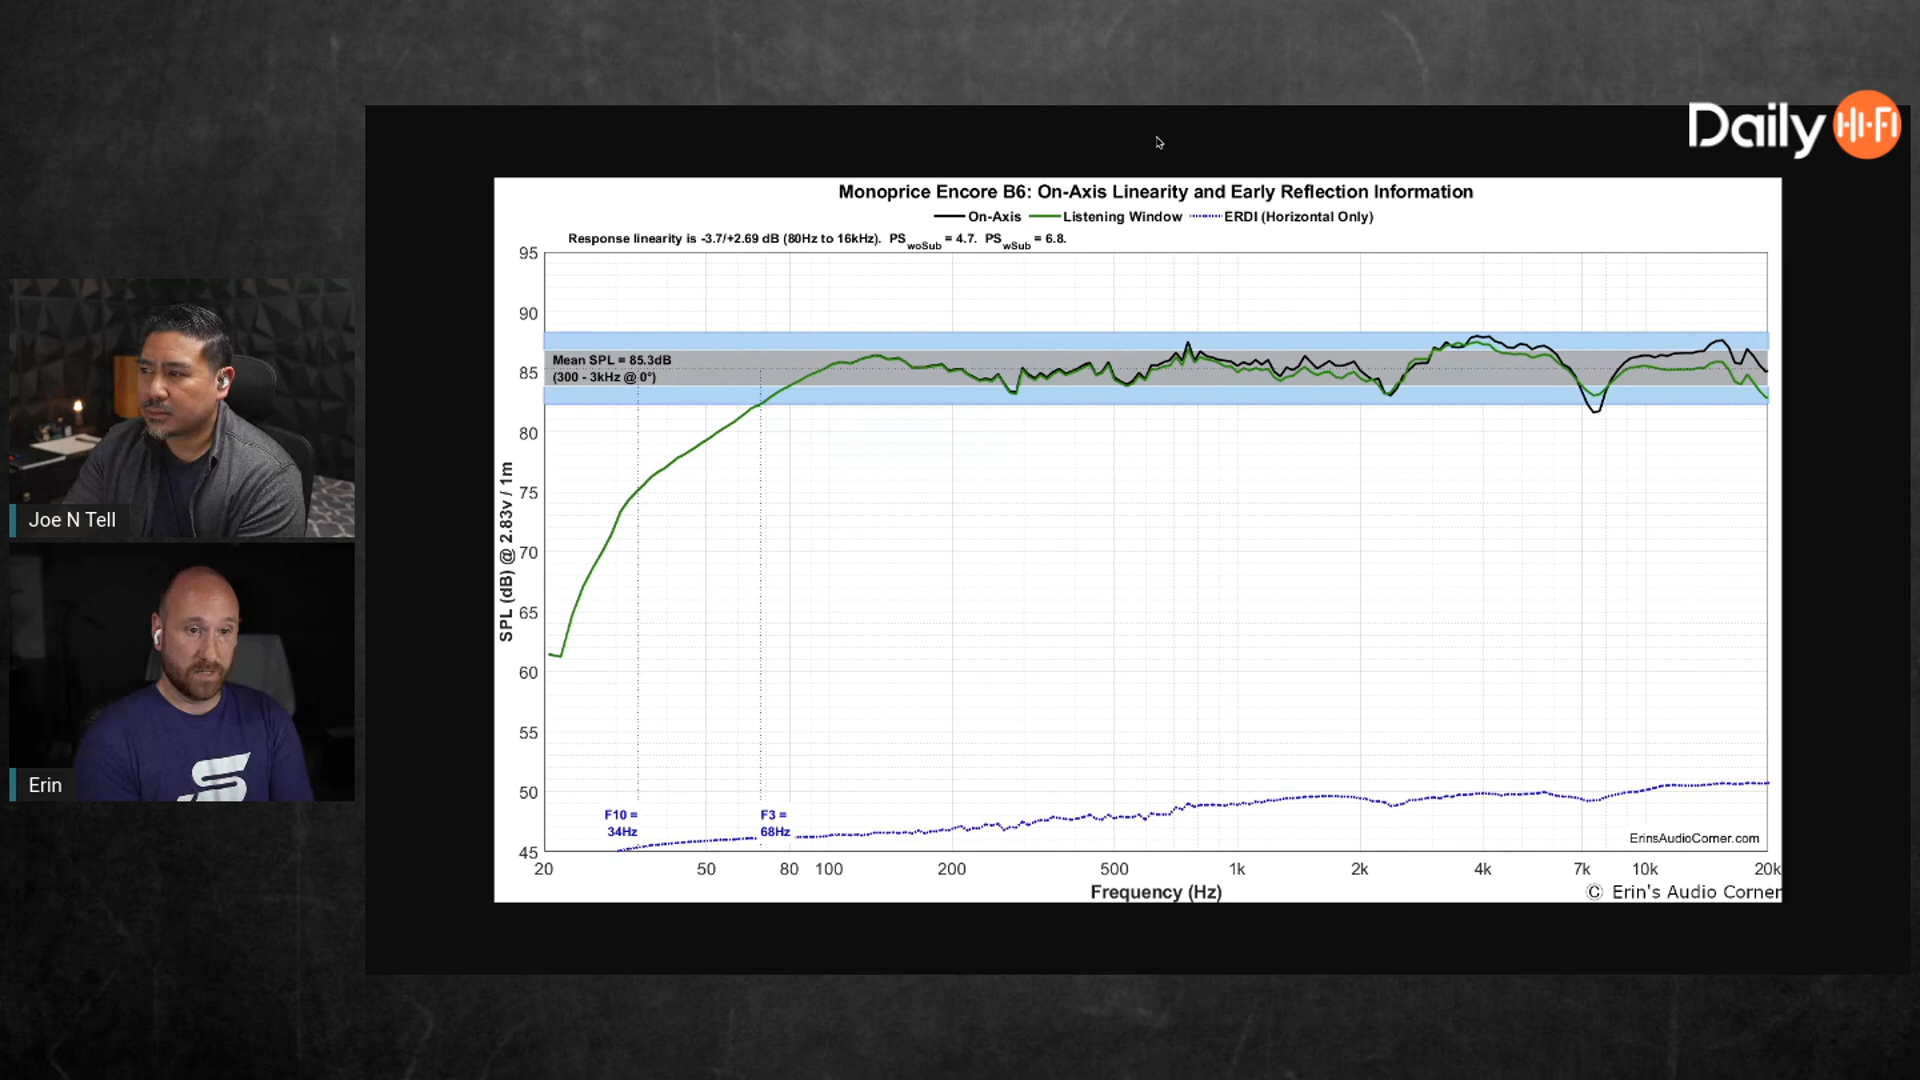 Daily HI-FI
Monoprice Encore B6: On-Axis Linearity and Early Reflection Information
On-Axis Listening Window ERDI (Horizontal Only)
Response linearity is -3.7/+2.69 dB (80Hz to 16kHz). PS woSub = 4.7. PS wSub = 6.8.
95
90
85
80
75
70
65
60
55
50
45
SPL (dB) @ 2.83v / 1m
Mean SPL = 85.3dB
(300 - 3kHz @ 0°)
F10 =
34Hz
F3 =
68Hz
ErinsAudioCorner.com
20 50 80 100 200 500 1k 2k 4k 7k 10k 20k
Frequency (Hz)
© Erin's Audio Corner
Joe N Tell
Erin